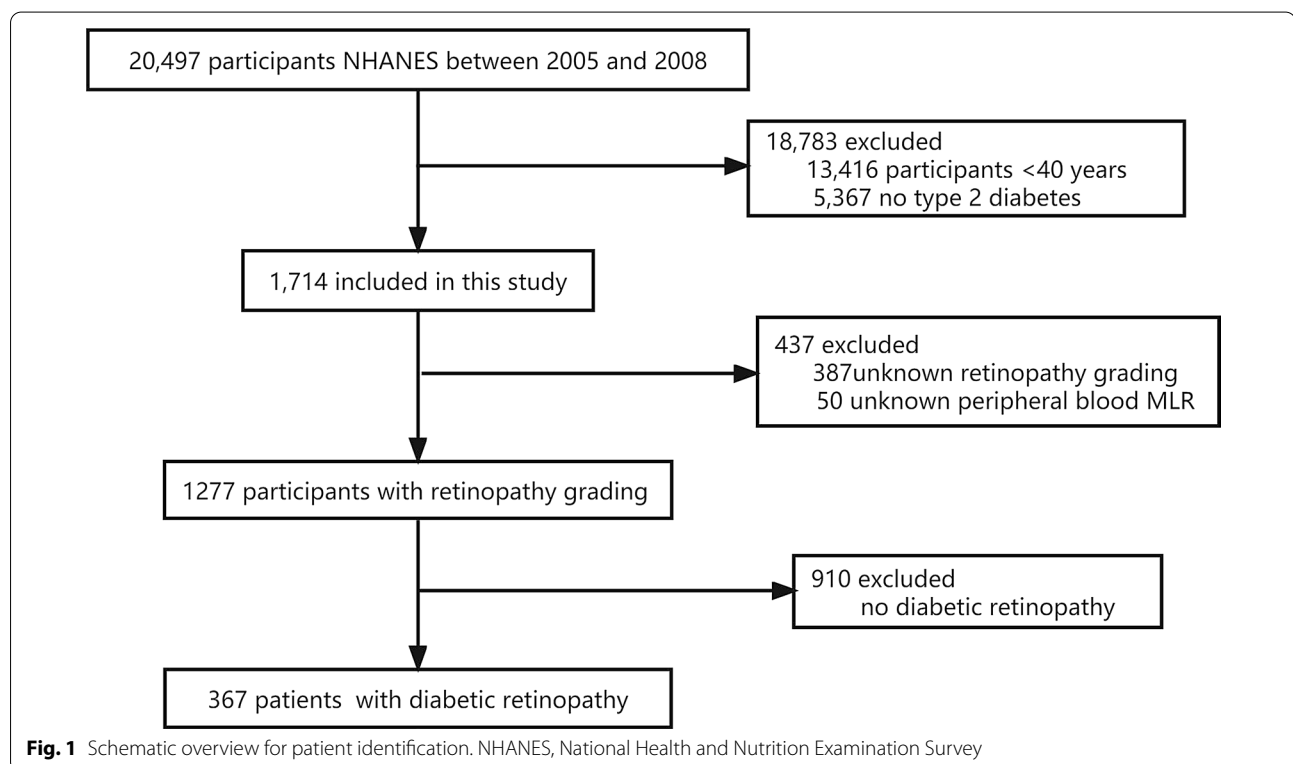 20,497 participants NHANES between 2005 and 2008
18,783 excluded
13,416 participants <40 years
5,367 no type 2 diabetes
1,714 included in this study
437 excluded
387unknown retinopathy grading
50 unknown peripheral blood MLR
1277 participants with retinopathy grading
910 excluded
no diabetic retinopathy
367 patients with diabetic retinopathy
Fig. 1 Schematic overview for patient identification. NHANES, National Health and Nutrition Examination Survey